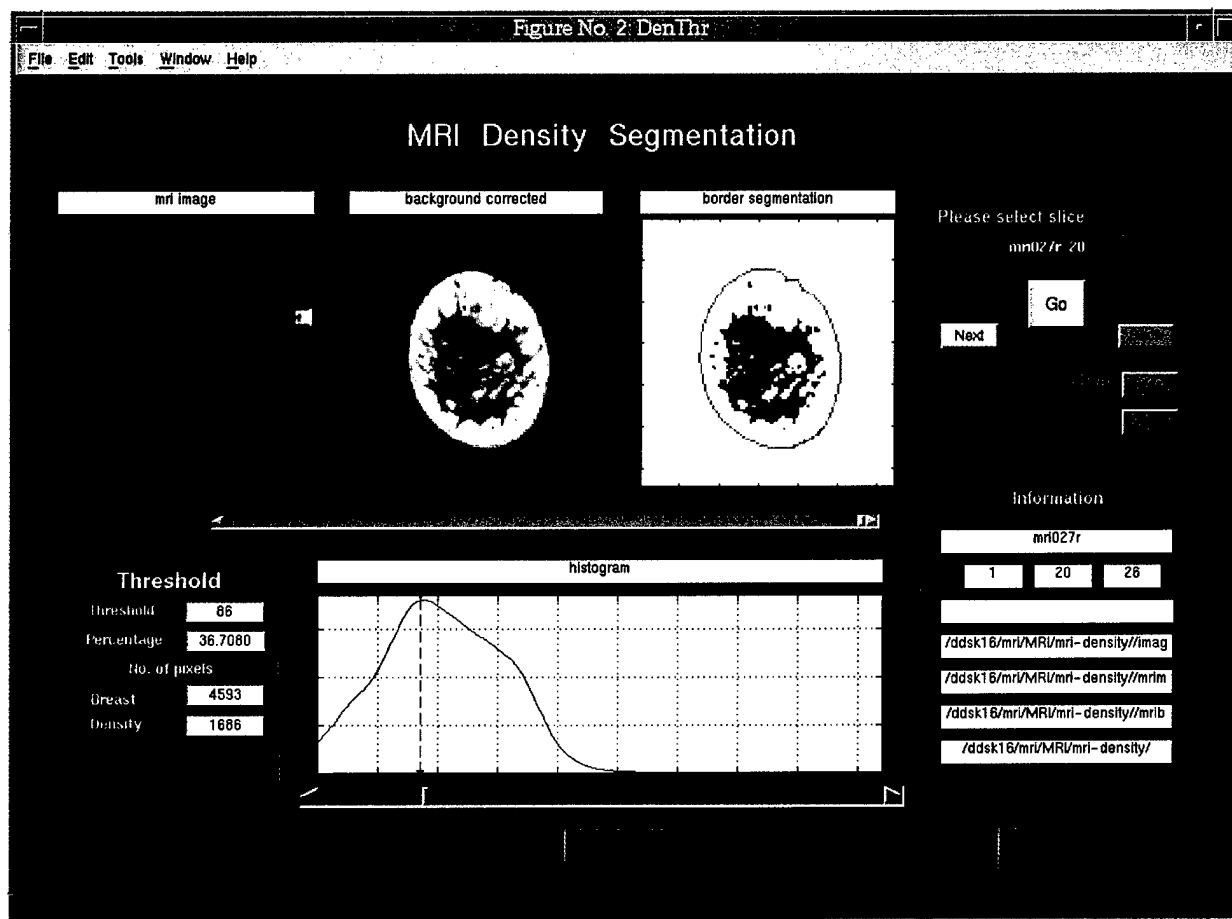 Figure No. 2: DenThr
File Edit Tools Window Help
MRI Density Segmentation
mri image
background corrected
border segmentation
Please select slice
mri027r 20
Go
Next
Information
mri027r
1 20 26
/ddsk16/mri/MRI/mri-density//imag
/ddsk16/mri/MRI/mri-density//mrim
/ddsk16/mri/MRI/mri-density//mrib
/ddsk16/mri/MRI/mri-density/
histogram
Threshold
Threshold 86
Percentage 36.7080
No. of pixels
Breast 4593
Density 1686